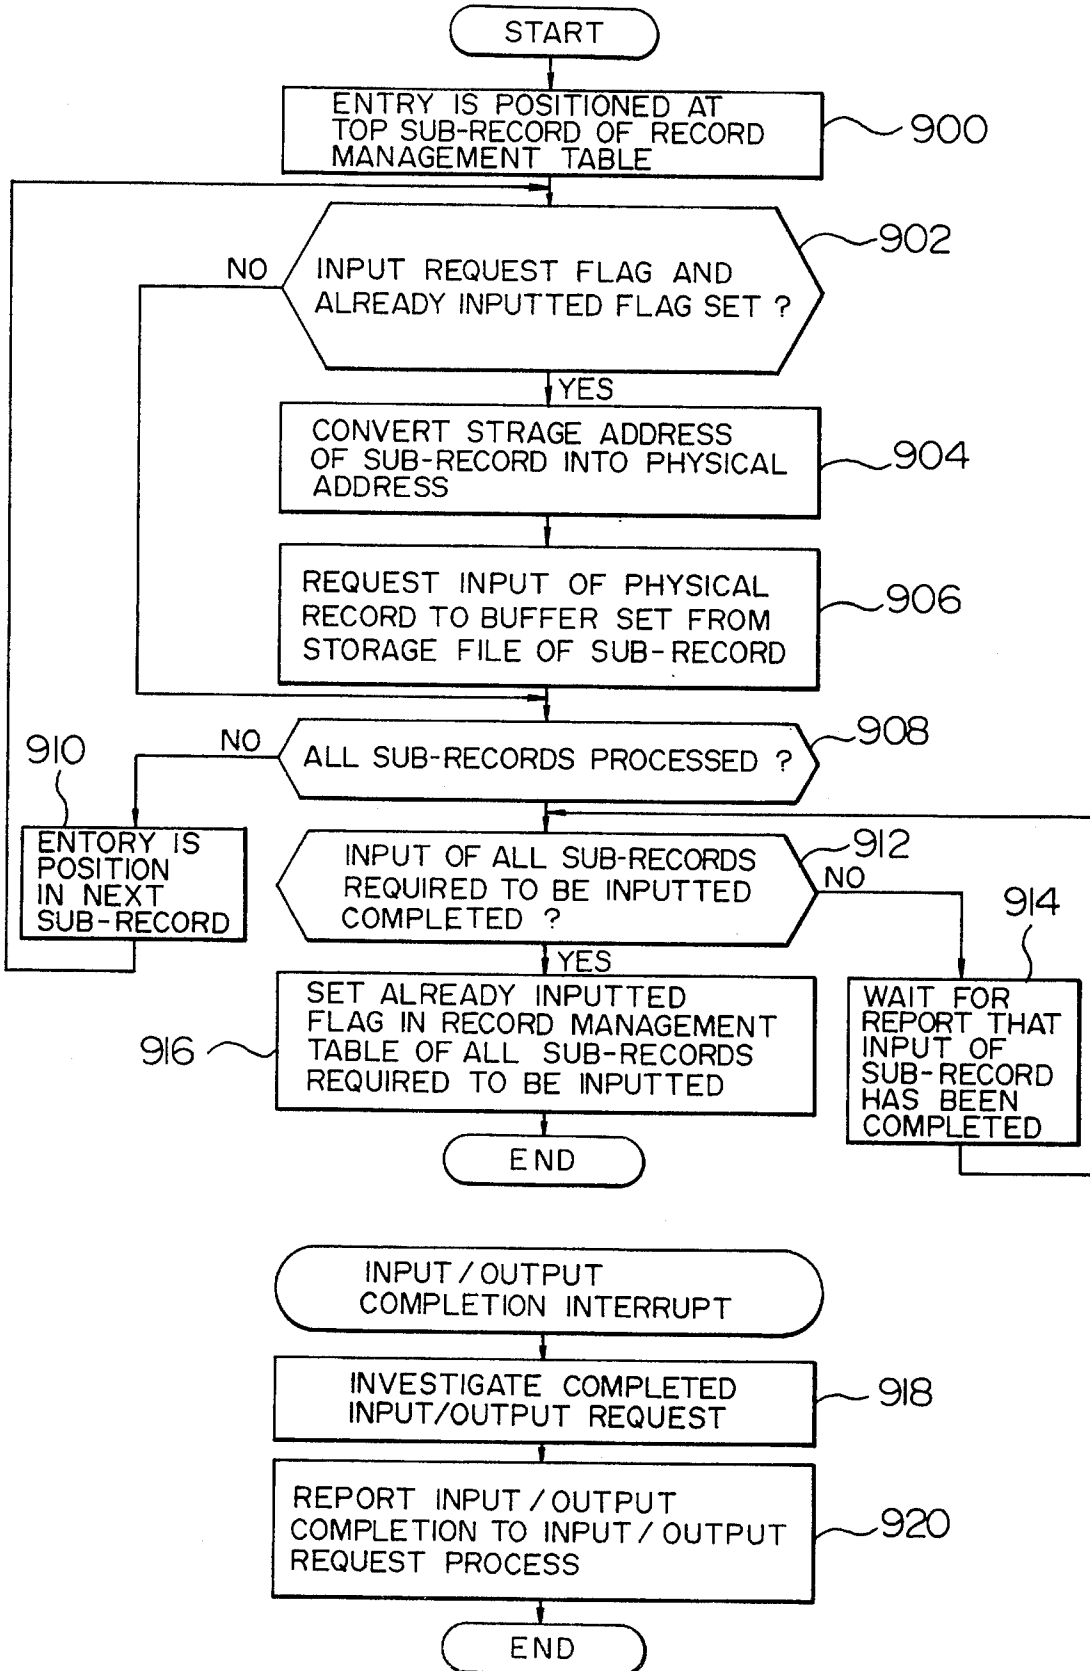 START
ENTRY IS POSITIONED AT
TOP SUB-RECORD OF RECORD
MANAGEMENT TABLE
900
902
NO
INPUT REQUEST FLAG AND
ALREADY INPUTTED FLAG SET ?
YES
CONVERT STRAGE ADDRESS
OF SUB-RECORD INTO PHYSICAL
ADDRESS
904
REQUEST INPUT OF PHYSICAL
RECORD TO BUFFER SET FROM
STORAGE FILE OF SUB-RECORD
906
908
NO
ALL SUB-RECORDS PROCESSED ?
910
ENTORY IS
POSITION
IN NEXT
SUB-RECORD
912
INPUT OF ALL SUB-RECORDS
REQUIRED TO BE INPUTTED
COMPLETED ?
NO
914
YES
WAIT FOR
REPORT THAT
INPUT OF
SUB-RECORD
HAS BEEN
COMPLETED
916
SET ALREADY INPUTTED
FLAG IN RECORD MANAGEMENT
TABLE OF ALL SUB-RECORDS
REQUIRED TO BE INPUTTED
END
INPUT/OUTPUT
COMPLETION INTERRUPT
INVESTIGATE COMPLETED
INPUT/OUTPUT REQUEST
918
REPORT INPUT/OUTPUT
COMPLETION TO INPUT/OUTPUT
REQUEST PROCESS
920
END